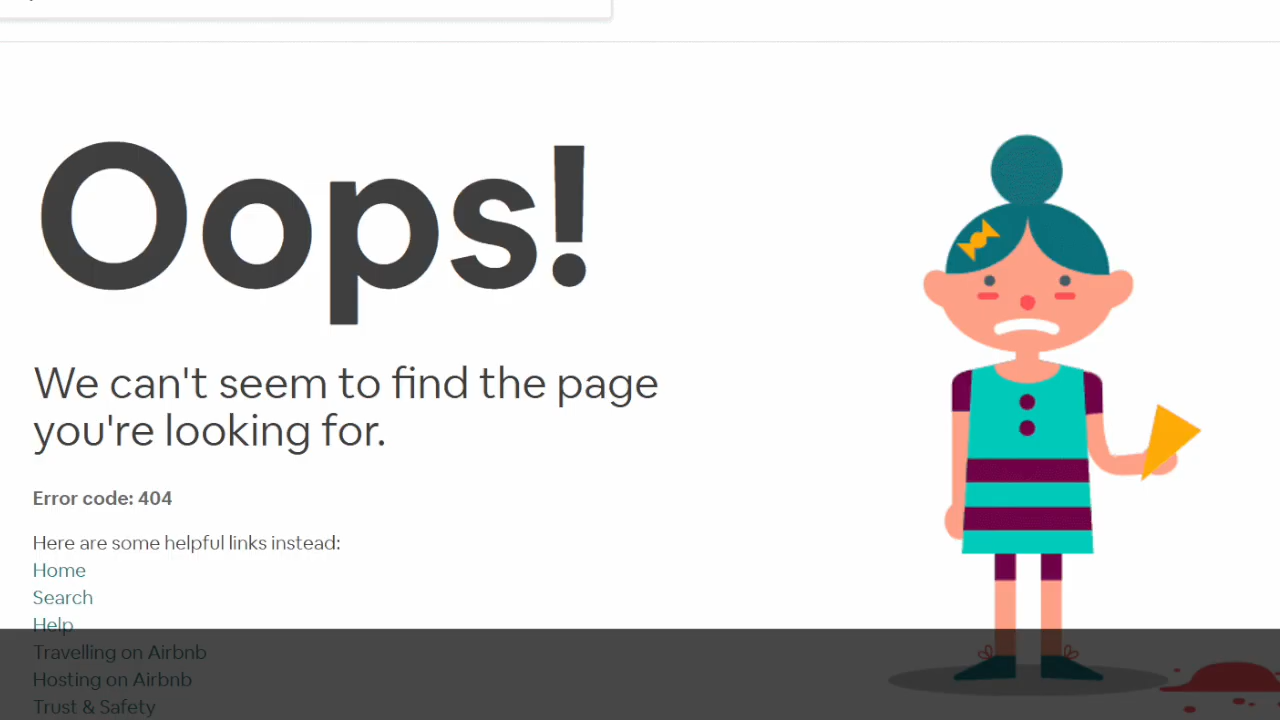 Oops!
We can't seem to find the page
you're looking for.
Error code: 404
Here are some helpful links instead:
Home
Search
Help
Travelling on Airbnb
Hosting on Airbnb
Trust & Safety